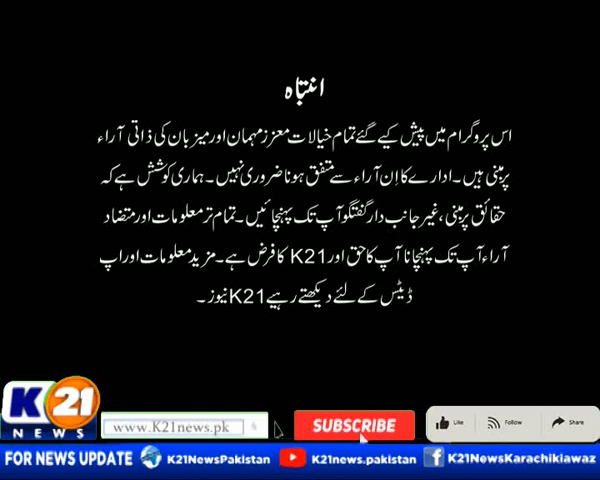 انتباہ
اس پروگرام میں پیش کیے گئے تمام خیالات معزز مہمان اور میزبان کی ذاتی آراء
پر مبنی ہیں۔ ادارے کا اِن آراء سے متفق ہونا ضروری نہیں۔ ہماری کوشش ہے کہ
حقائق پر مبنی، غیر جانب دار گفتگو آپ تک پہنچائیں۔ تمام تر معلومات اور متضاد
آراء آپ تک پہنچانا آپ کا حق اور K21 کا فرض ہے۔ مزید معلومات اور اپ
ڈیٹس کے لئے دیکھتے رہیے K21 نیوز۔
K21
NEWS
www.K21news.pk
SUBSCRIBE
Like
Follow
Share
FOR NEWS UPDATE
K21NewsPakistan
K21news.pakistan
K21NewsKarachikiawaz